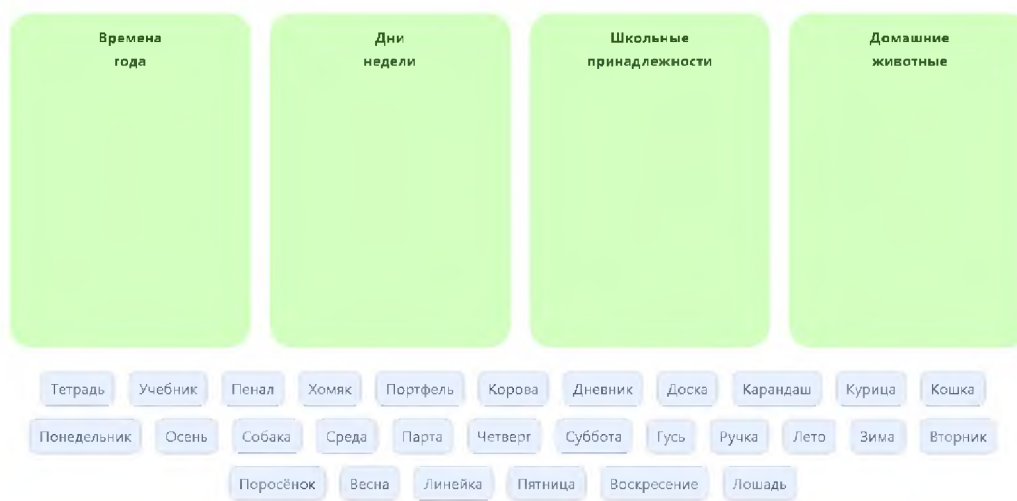 Времена
года
Дни
недели
Школьные
принадлежности
Домашние
животные
Тетрадь Учебник Пенал Хомяк Портфель Корова Дневник Доска Карандаш Курица Кошка
Понедельник Осень Собака Среда Парта Четверг Суббота Гусь Ручка Лето Зима Вторник
Поросёнок Весна Линейка Пятница Воскресение Лошадь